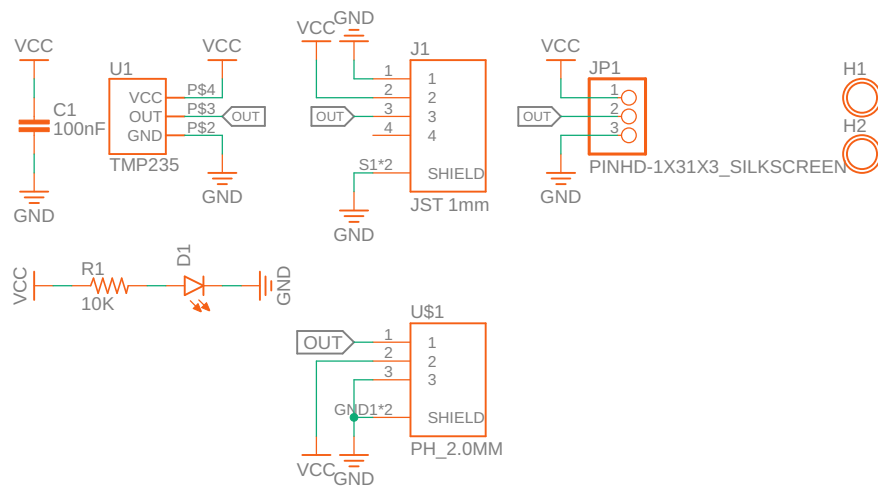 VCC
C1
100nF
GND
U1
VCC
P$4
VCC
OUT
P$3
OUT
GND
P$2
TMP235
GND
VCC
GND
J1
1
1
2
2
OUT
3
3
4
4
S1*2
SHIELD
GND
JST 1mm
VCC
JP1
1
OUT
2
3
GND
PINHD-1X31X3_SILKSCREEN
H1
H2
VCC
R1
10K
D1
GND
U$1
OUT
1
1
2
2
3
3
GND1*2
SHIELD
VCC
GND
PH_2.0MM